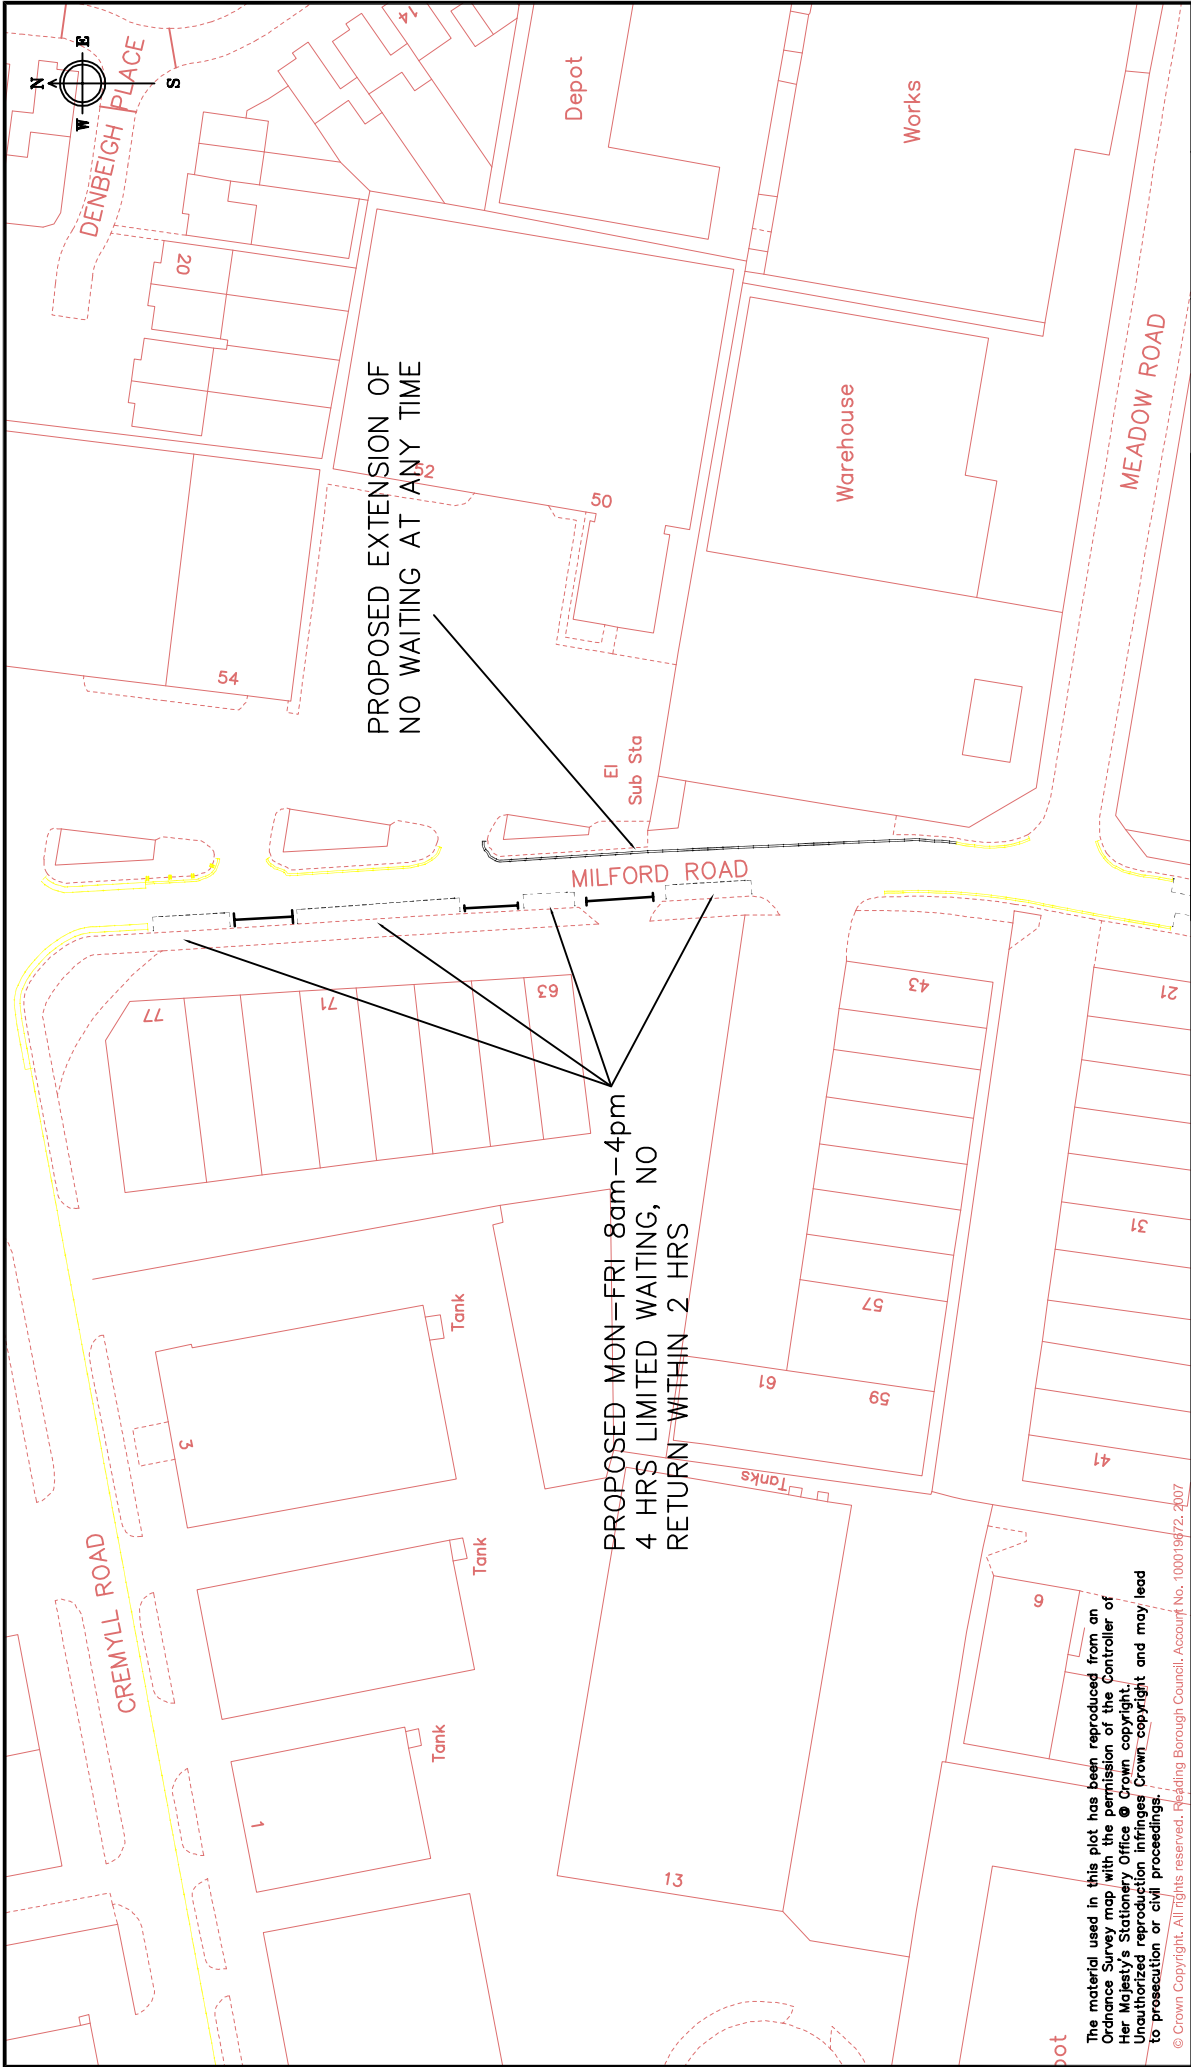 N
E
W
S
DENBEIGH PLACE
14
20
Depot
Works
PROPOSED EXTENSION OF
NO WAITING AT ANY TIME
52
50
54
Warehouse
MEADOW ROAD
El
Sub Sta
MILFORD ROAD
77
71
63
43
21
PROPOSED MON-FRI 8am-4pm
4 HRS LIMITED WAITING, NO
RETURN WITHIN 2 HRS
57
31
61
59
41
Tank
3
Tanks
CREMYLL ROAD
Tank
Tank
1
13
9
oot
The material used in this plot has been reproduced from an
Ordnance Survey map with the permission of the Controller of
Her Majesty's Stationery Office @ Crown copyright.
Unauthorized reproduction infringes Crown copyright and may lead
to prosecution or civil proceedings.
© Crown Copyright. All rights reserved. Reading Borough Council. Account No. 100019672. 2007